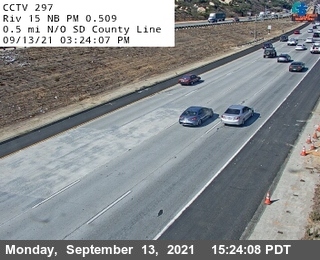 CCTV 297
Riv 15 NB PM 0.509
0.5 mi N/O SD County Line
09/13/21 03:24:07 PM
Monday, September 13, 2021 15:24:08 PDT